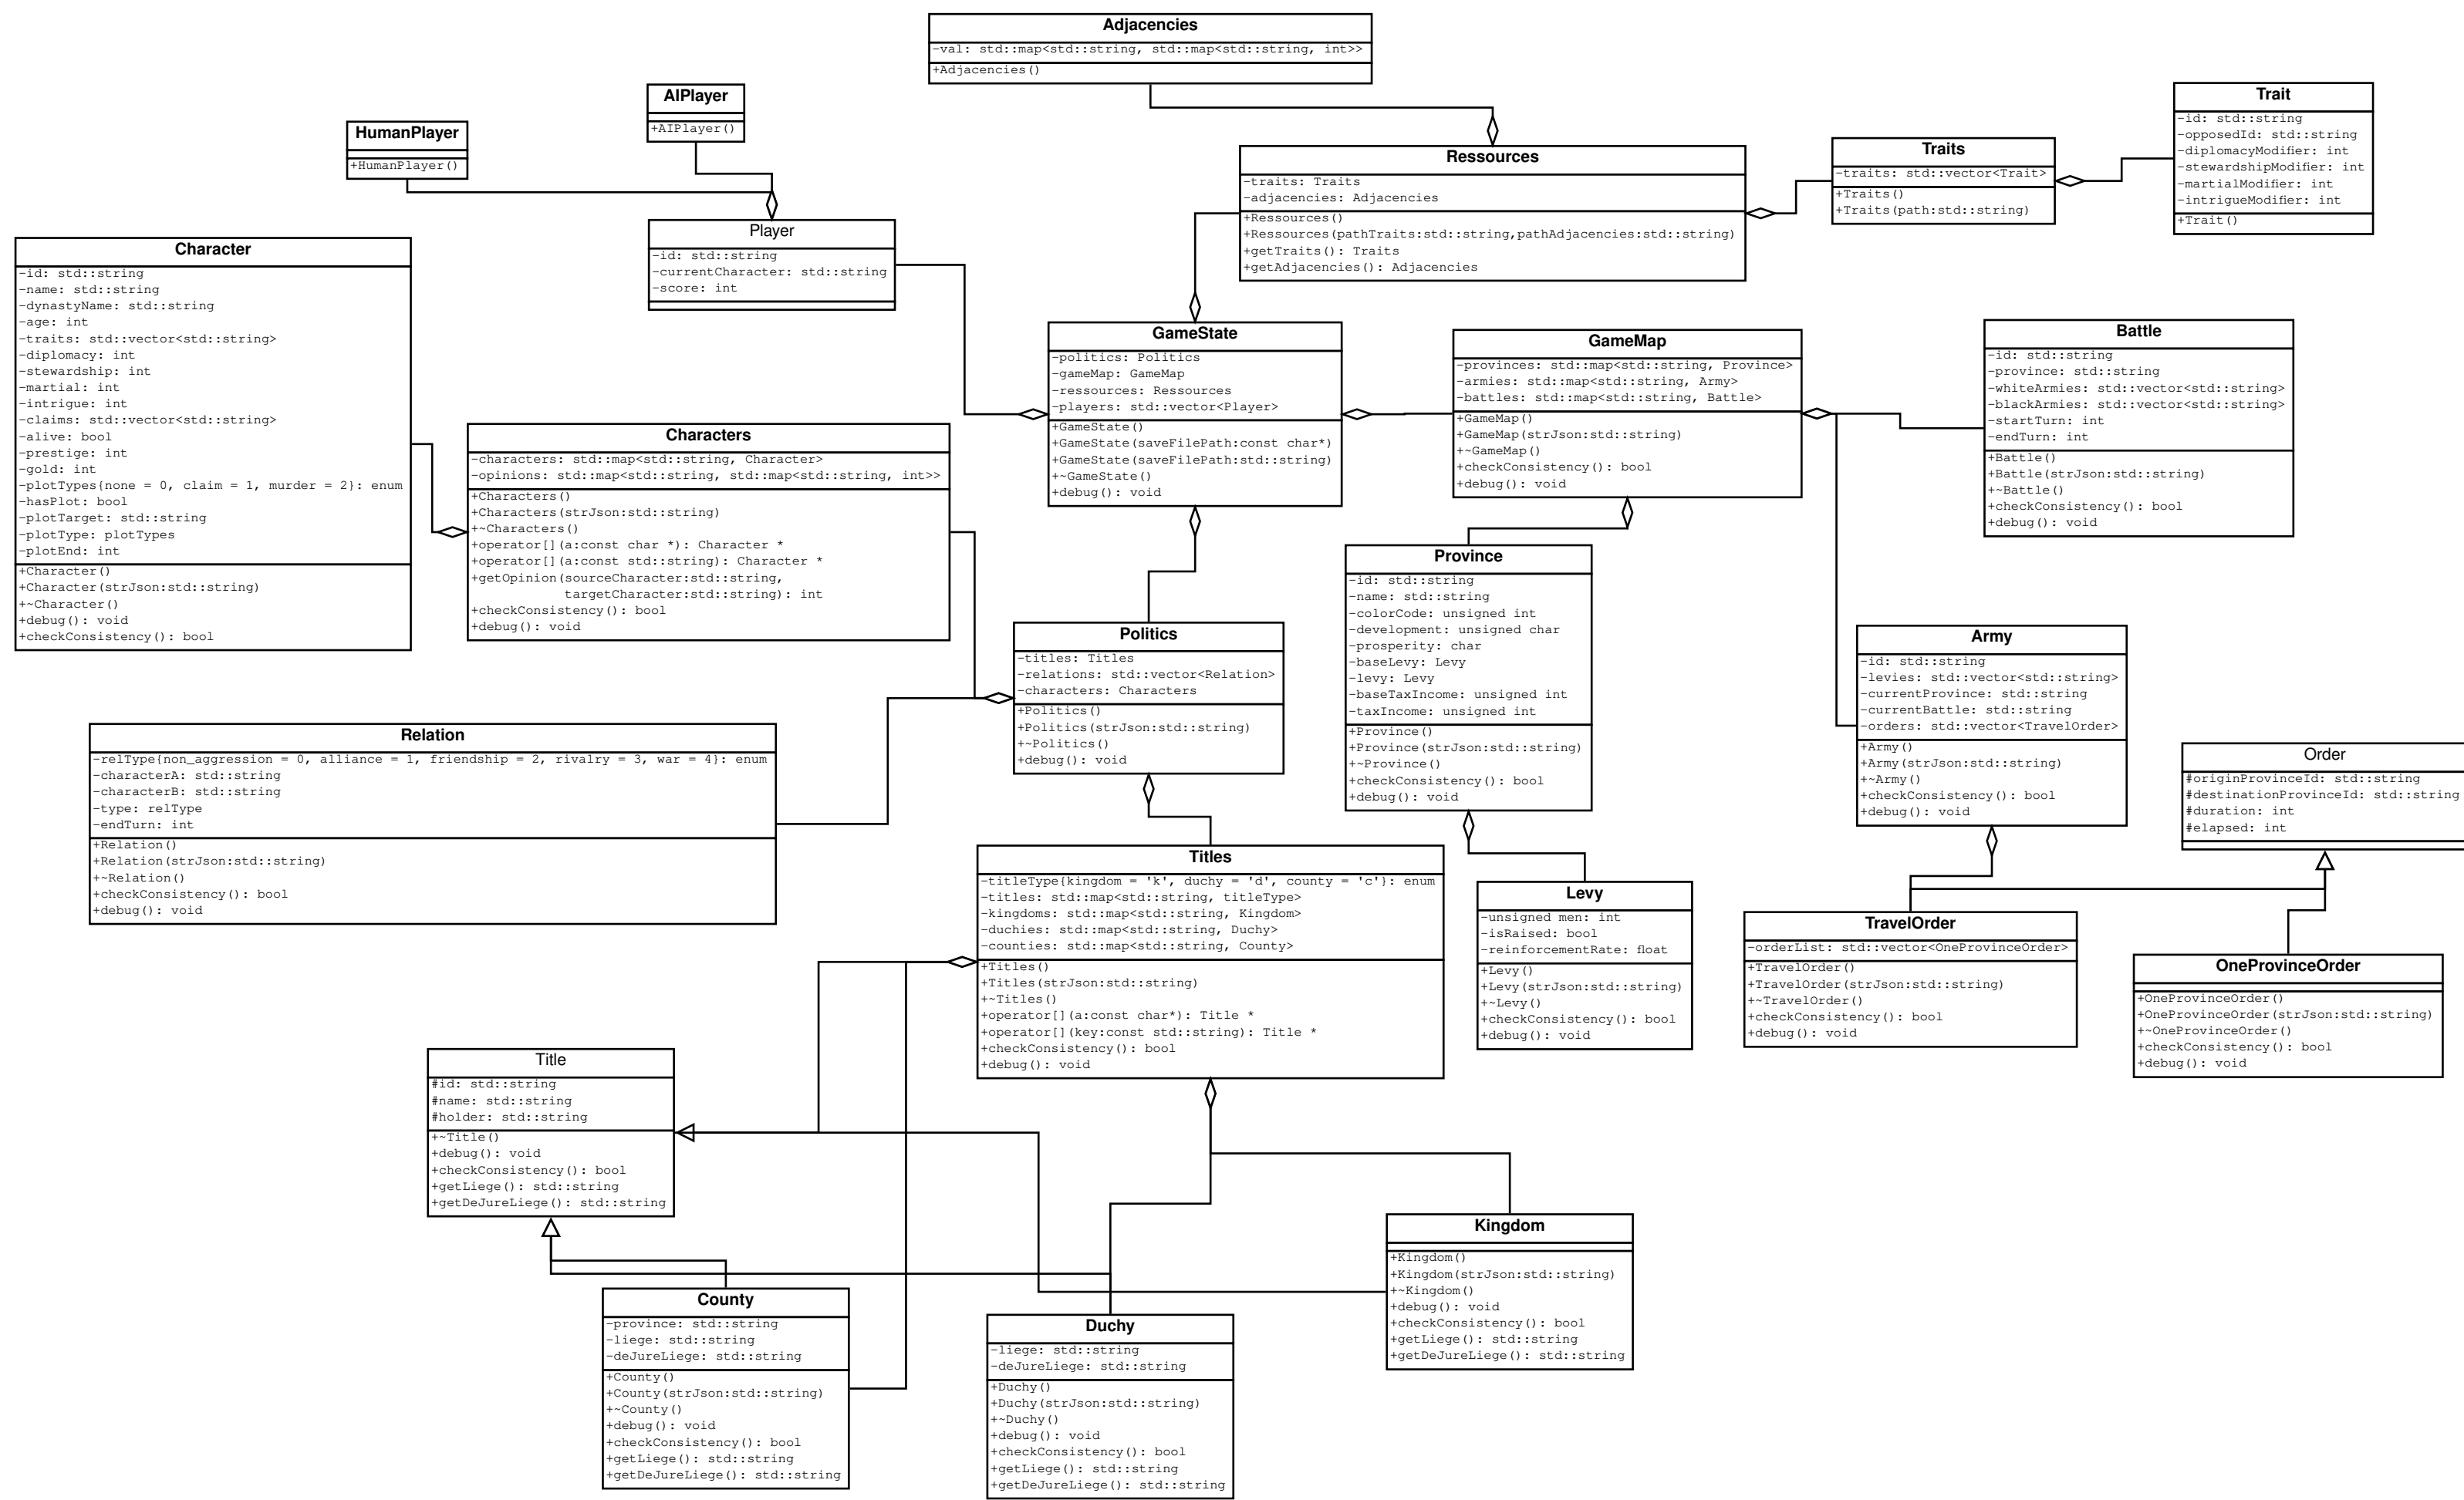 Adjacencies
-val: std::map<std::string, std::map<std::string, int>>
+Adjacencies()
AIPlayer
+AIPlayer()
HumanPlayer
+HumanPlayer()
Trait
-id: std::string
-opposedId: std::string
-diplomacyModifier: int
-stewardshipModifier: int
-martialModifier: int
-intrigueModifier: int
+Trait()
Traits
-traits: std::vector<Trait>
+Traits()
+Traits(path:std::string)
Ressources
-traits: Traits
-adjacencies: Adjacencies
+Ressources()
+Ressources(pathTraits:std::string,pathAdjacencies:std::string)
+getTraits(): Traits
+getAdjacencies(): Adjacencies
Player
-id: std::string
-currentCharacter: std::string
-score: int
Character
-id: std::string
-name: std::string
-dynastyName: std::string
-age: int
-traits: std::vector<std::string>
-diplomacy: int
-stewardship: int
-martial: int
-intrigue: int
-claims: std::vector<std::string>
-alive: bool
-prestige: int
-gold: int
-plotTypes{none = 0, claim = 1, murder = 2}: enum
-hasPlot: bool
-plotTarget: std::string
-plotType: plotTypes
-plotEnd: int
+Character()
+Character(strJson:std::string)
+~Character()
+debug(): void
+checkConsistency(): bool
Characters
-characters: std::map<std::string, Character>
-opinions: std::map<std::string, std::map<std::string, int>>
+Characters()
+Characters(strJson:std::string)
+~Characters()
+operator[](a:const char *): Character *
+operator[](a:const std::string): Character *
+getOpinion(sourceCharacter:std::string,
targetCharacter:std::string): int
+checkConsistency(): bool
+debug(): void
GameState
-politics: Politics
-gameMap: GameMap
-ressources: Ressources
-players: std::vector<Player>
+GameState()
+GameState(saveFilePath:const char*)
+GameState(saveFilePath:std::string)
+~GameState()
+debug(): void
GameMap
-provinces: std::map<std::string, Province>
-armies: std::map<std::string, Army>
-battles: std::map<std::string, Battle>
+GameMap()
+GameMap(strJson:std::string)
+~GameMap()
+checkConsistency(): bool
+debug(): void
Battle
-id: std::string
-province: std::string
-whiteArmies: std::vector<std::string>
-blackArmies: std::vector<std::string>
-startTurn: int
-endTurn: int
+Battle()
+Battle(strJson:std::string)
+~Battle()
+checkConsistency(): bool
+debug(): void
Province
-id: std::string
-name: std::string
-colorCode: unsigned int
-development: unsigned char
-prosperity: char
-baseLevy: Levy
-levy: Levy
-baseTaxIncome: unsigned int
-taxIncome: unsigned int
+Province()
+Province(strJson:std::string)
+~Province()
+checkConsistency(): bool
+debug(): void
Politics
-titles: Titles
-relations: std::vector<Relation>
-characters: Characters
+Politics()
+Politics(strJson:std::string)
+~Politics()
+debug(): void
Army
-id: std::string
-levies: std::vector<std::string>
-currentProvince: std::string
-currentBattle: std::string
-orders: std::vector<TravelOrder>
+Army()
+Army(strJson:std::string)
+~Army()
+checkConsistency(): bool
+debug(): void
Relation
-relType{non_aggression = 0, alliance = 1, friendship = 2, rivalry = 3, war = 4}: enum
-characterA: std::string
-characterB: std::string
-type: relType
-endTurn: int
+Relation()
+Relation(strJson:std::string)
+~Relation()
+checkConsistency(): bool
+debug(): void
Order
#originProvinceId: std::string
#destinationProvinceId: std::string
#duration: int
#elapsed: int
Titles
-titleType{kingdom = 'k', duchy = 'd', county = 'c'}: enum
-titles: std::map<std::string, titleType>
-kingdoms: std::map<std::string, Kingdom>
-duchies: std::map<std::string, Duchy>
-counties: std::map<std::string, County>
+Titles()
+Titles(strJson:std::string)
+~Titles()
+operator[](a:const char*): Title *
+operator[](key:const std::string): Title *
+checkConsistency(): bool
+debug(): void
Levy
-unsigned men: int
-isRaised: bool
-reinforcementRate: float
+Levy()
+Levy(strJson:std::string)
+~Levy()
+checkConsistency(): bool
+debug(): void
TravelOrder
-orderList: std::vector<OneProvinceOrder>
+TravelOrder()
+TravelOrder(strJson:std::string)
+~TravelOrder()
+checkConsistency(): bool
+debug(): void
OneProvinceOrder
+OneProvinceOrder()
+OneProvinceOrder(strJson:std::string)
+~OneProvinceOrder()
+checkConsistency(): bool
+debug(): void
Title
#id: std::string
#name: std::string
#holder: std::string
+~Title()
+debug(): void
+checkConsistency(): bool
+getLiege(): std::string
+getDeJureLiege(): std::string
Kingdom
+Kingdom()
+Kingdom(strJson:std::string)
+~Kingdom()
+debug(): void
+checkConsistency(): bool
+getLiege(): std::string
+getDeJureLiege(): std::string
County
-province: std::string
-liege: std::string
-deJureLiege: std::string
+County()
+County(strJson:std::string)
+~County()
+debug(): void
+checkConsistency(): bool
+getLiege(): std::string
+getDeJureLiege(): std::string
Duchy
-liege: std::string
-deJureLiege: std::string
+Duchy()
+Duchy(strJson:std::string)
+~Duchy()
+debug(): void
+checkConsistency(): bool
+getLiege(): std::string
+getDeJureLiege(): std::string